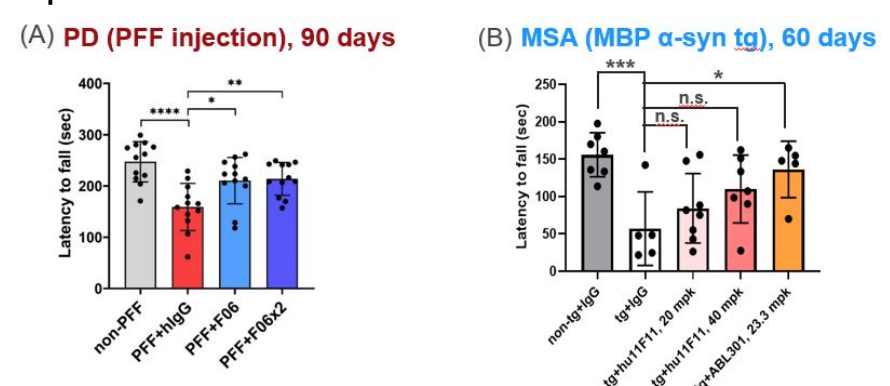 (A) PD (PFF injection), 90 days
400
300
200
100
0
Latency to fall (sec)
****
*
**
non-PFF
PFF+hIgG
PFF+F06
PFF+F06x2
(B) MSA (MBP α-syn tg), 60 days
250
200
150
100
50
0
Latency to fall (sec)
***
*
n.s.
n.s.
non-tg+IgG
tg+IgG
tg+hu11F11, 20 mpk
tg+hu11F11, 40 mpk
tg+ABL301, 23.3 mpk